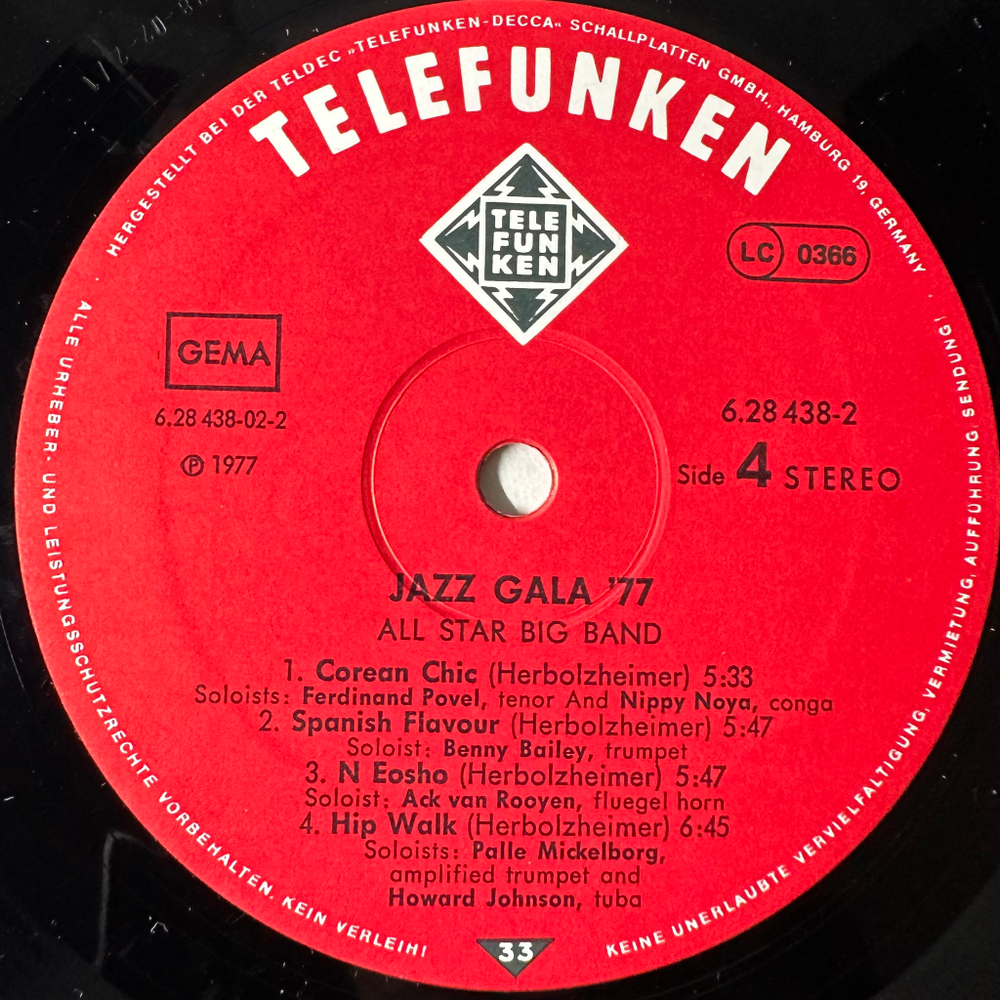 HERGESTELLT BEI DER TELDEC „TELEFUNKEN-DECCA“ SCHALLPLATTEN GMBH., HAMBURG 19, GERMANY
TELEFUNKEN
TELE
FUN
KEN
LC 0366
GEMA
6.28 438-02-2
6.28 438-2
℗ 1977
Side 4 STEREO
JAZZ GALA '77
ALL STAR BIG BAND
1. Corean Chic (Herbolzheimer) 5:33
Soloists: Ferdinand Povel, tenor And Nippy Noya, conga
2. Spanish Flavour (Herbolzheimer) 5:47
Soloist: Benny Bailey, trumpet
3. N Eosho (Herbolzheimer) 5:47
Soloist: Ack van Rooyen, fluegel horn
4. Hip Walk (Herbolzheimer) 6:45
Soloists: Palle Mickelborg,
amplified trumpet and
Howard Johnson, tuba
33
ALLE URHEBER- UND LEISTUNGSSCHUTZRECHTE VORBEHALTEN. KEIN VERLEIH!
KEINE UNERLAUBTE VERVIELFÄLTIGUNG, VERMIETUNG, AUFFÜHRUNG, SENDUNG!